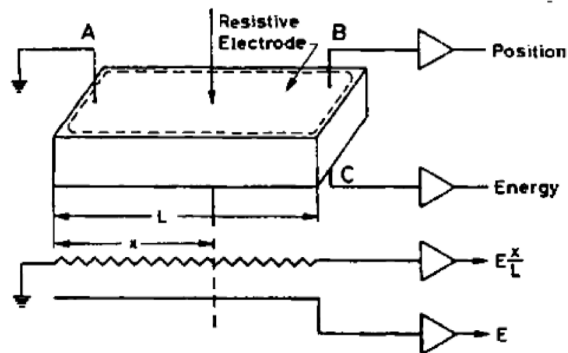 Resistive
Electrode
A
B
Position
C
Energy
L
x
E x/L
E